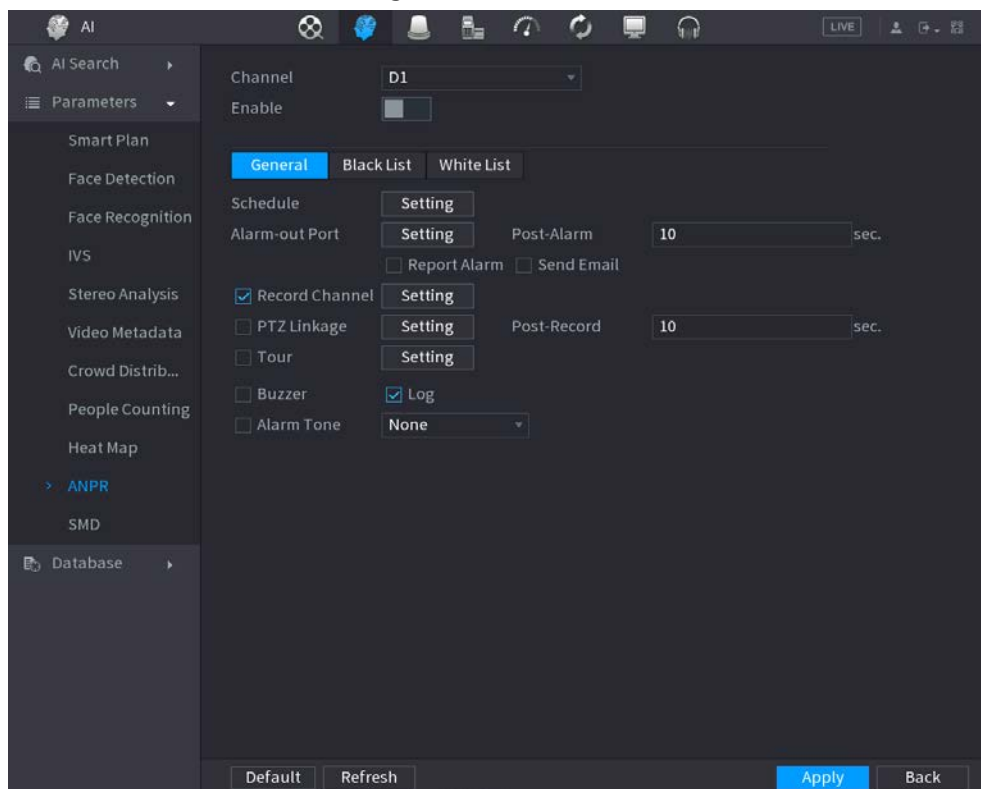 AI
LIVE
AI Search
Parameters
Smart Plan
Face Detection
Face Recognition
IVS
Stereo Analysis
Video Metadata
Crowd Distrib...
People Counting
Heat Map
ANPR
SMD
Database
Channel D1
Enable
General Black List White List
Schedule Setting
Alarm-out Port Setting Post-Alarm 10 sec.
Report Alarm Send Email
Record Channel Setting
PTZ Linkage Setting Post-Record 10 sec.
Tour Setting
Buzzer Log
Alarm Tone None
Default Refresh Apply Back